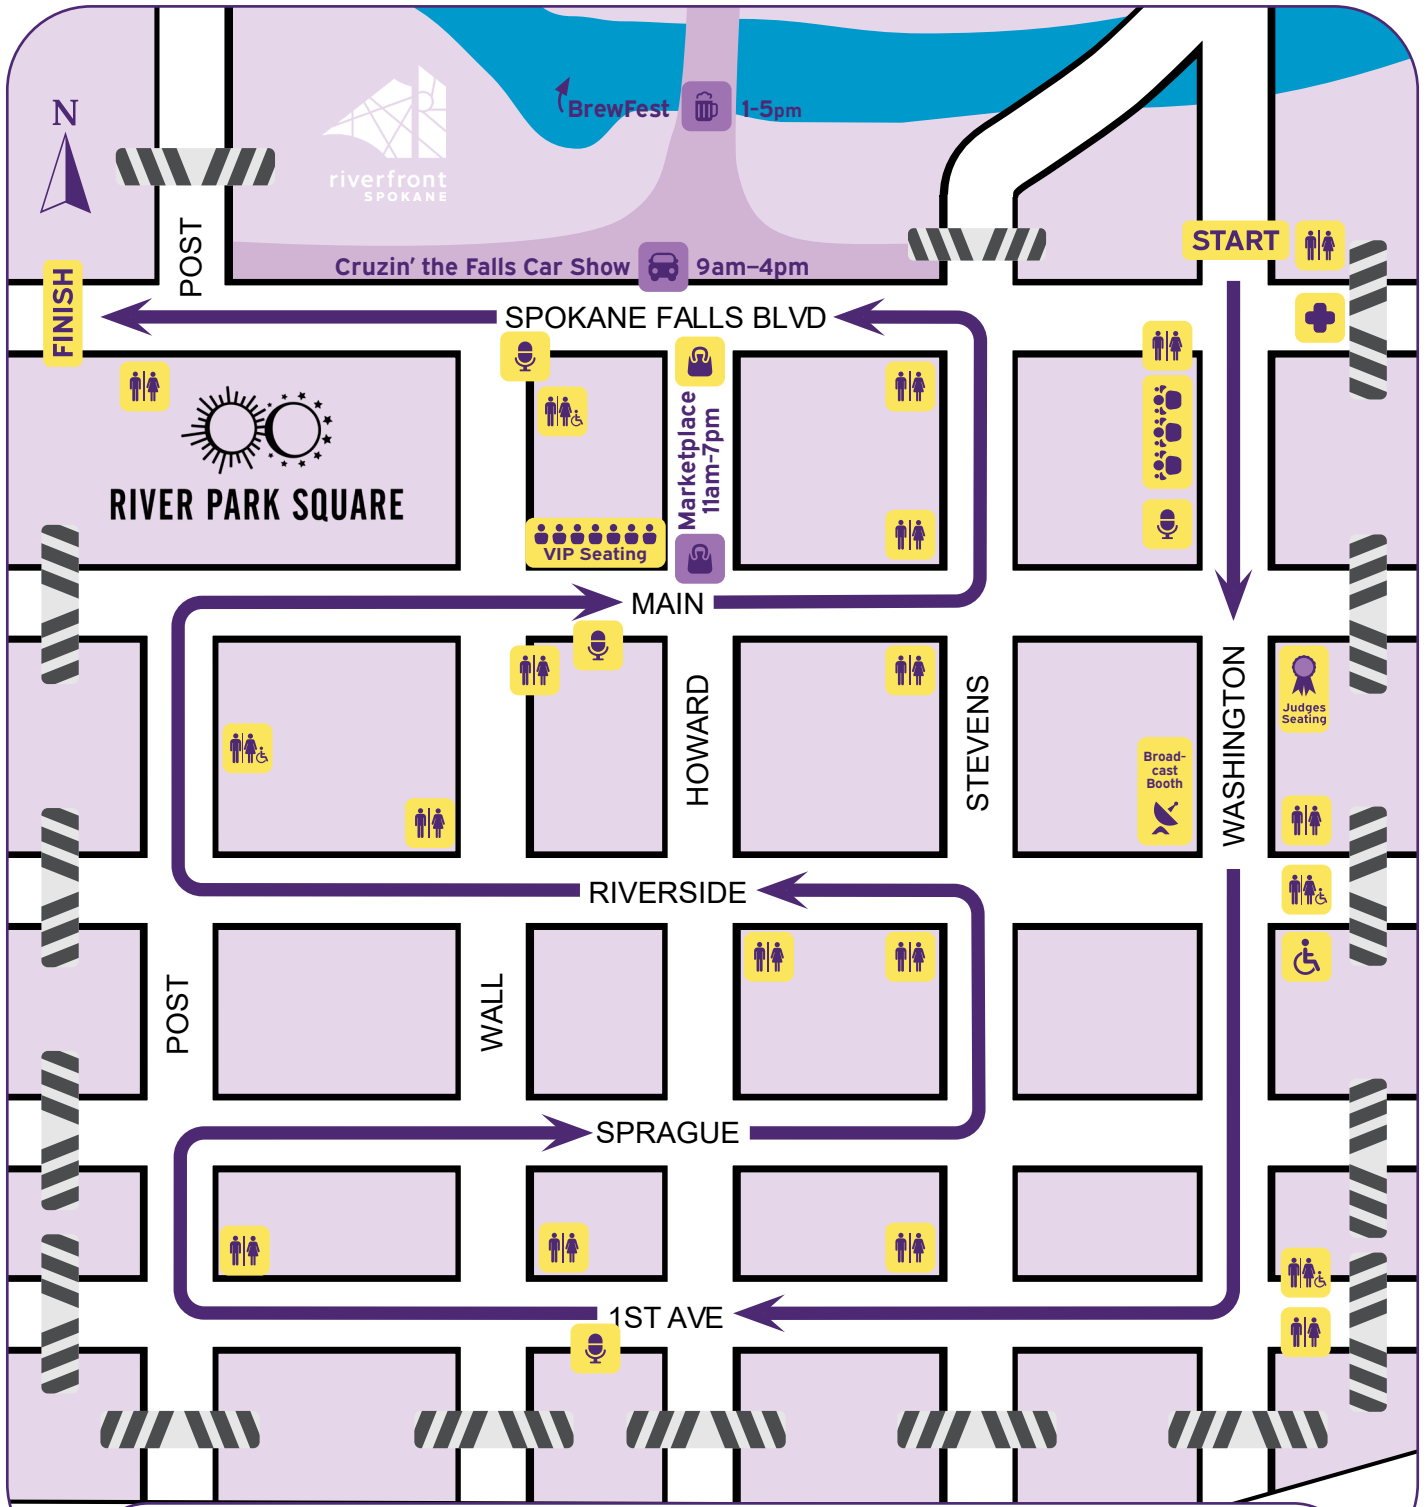 N
BrewFest
1-5pm
riverfront
SPOKANE
POST
START
Cruzin' the Falls Car Show
9am–4pm
FINISH
SPOKANE FALLS BLVD
Marketplace
11am-7pm
RIVER PARK SQUARE
VIP Seating
MAIN
HOWARD
STEVENS
WASHINGTON
Judges
Seating
Broad-
cast
Booth
RIVERSIDE
POST
WALL
SPRAGUE
1ST AVE